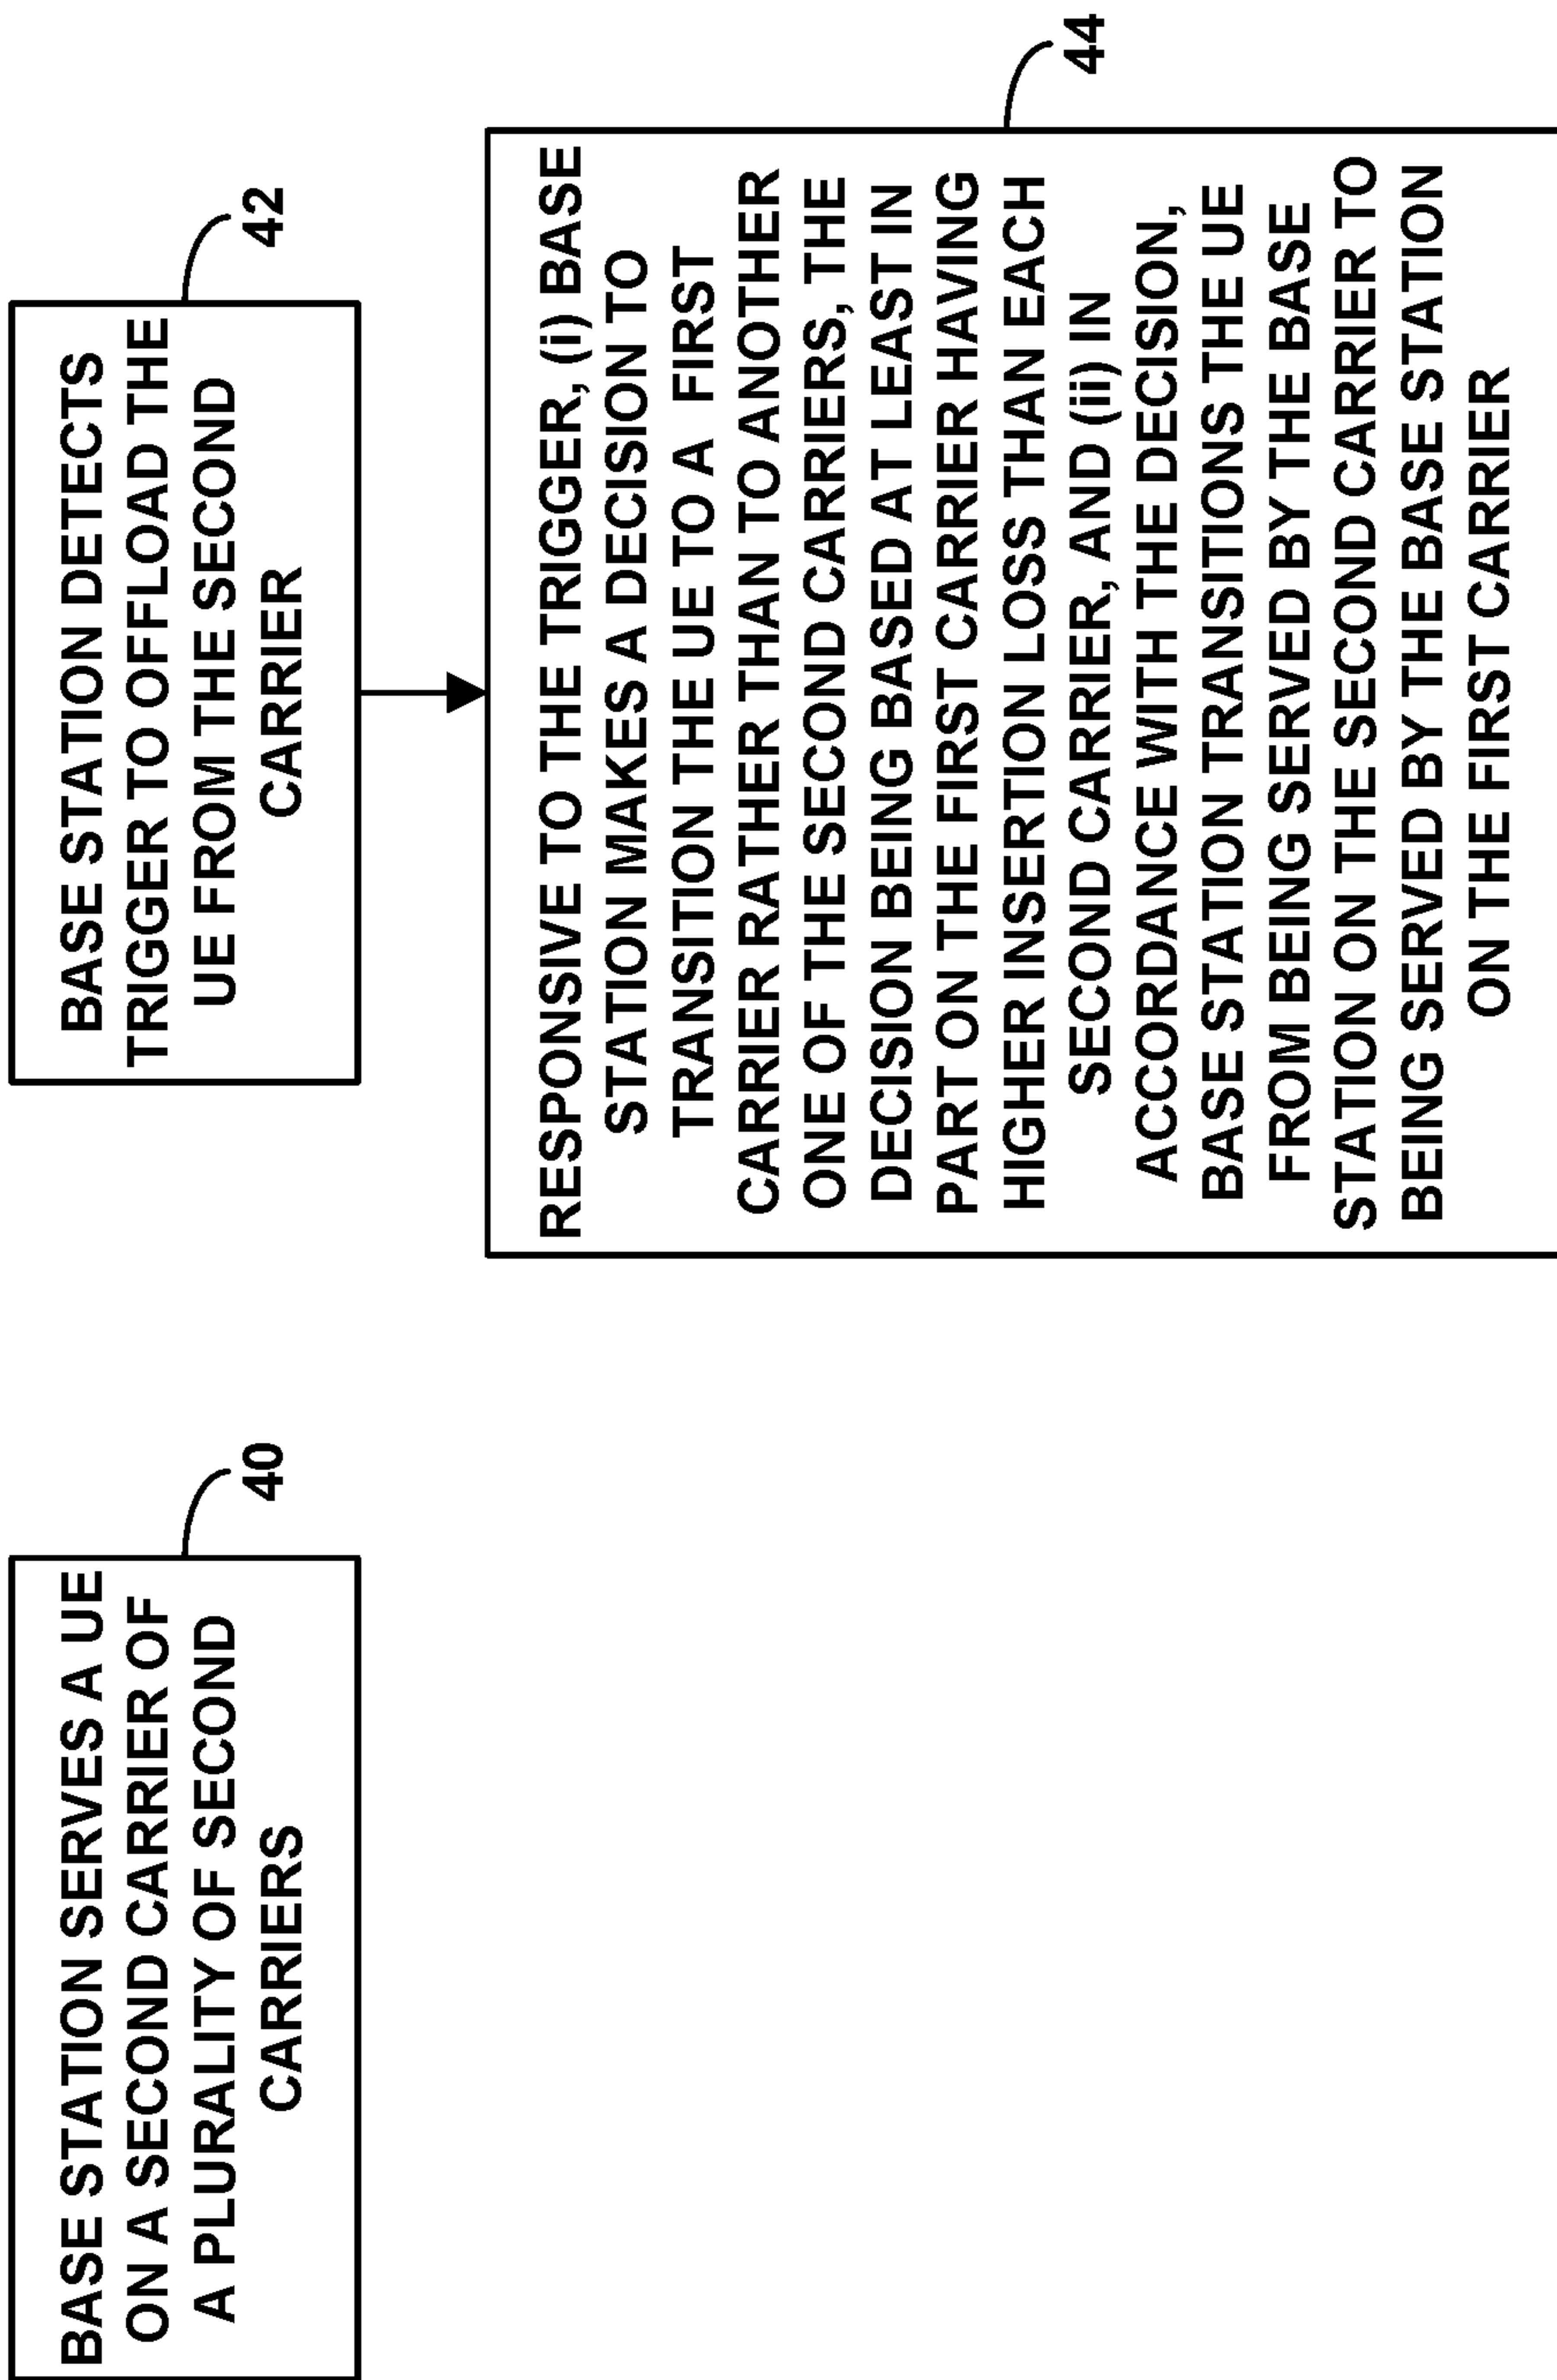 BASE STATION SERVES A UE
ON A SECOND CARRIER OF
A PLURALITY OF SECOND
CARRIERS
40
BASE STATION DETECTS
TRIGGER TO OFFLOAD THE
UE FROM THE SECOND
CARRIER
42
RESPONSIVE TO THE TRIGGER, (i) BASE
STATION MAKES A DECISION TO
TRANSITION THE UE TO A FIRST
CARRIER RATHER THAN TO ANOTHER
ONE OF THE SECOND CARRIERS, THE
DECISION BEING BASED AT LEAST IN
PART ON THE FIRST CARRIER HAVING
HIGHER INSERTION LOSS THAN EACH
SECOND CARRIER, AND (ii) IN
ACCORDANCE WITH THE DECISION,
BASE STATION TRANSITIONS THE UE
FROM BEING SERVED BY THE BASE
STATION ON THE SECOND CARRIER TO
BEING SERVED BY THE BASE STATION
ON THE FIRST CARRIER
44